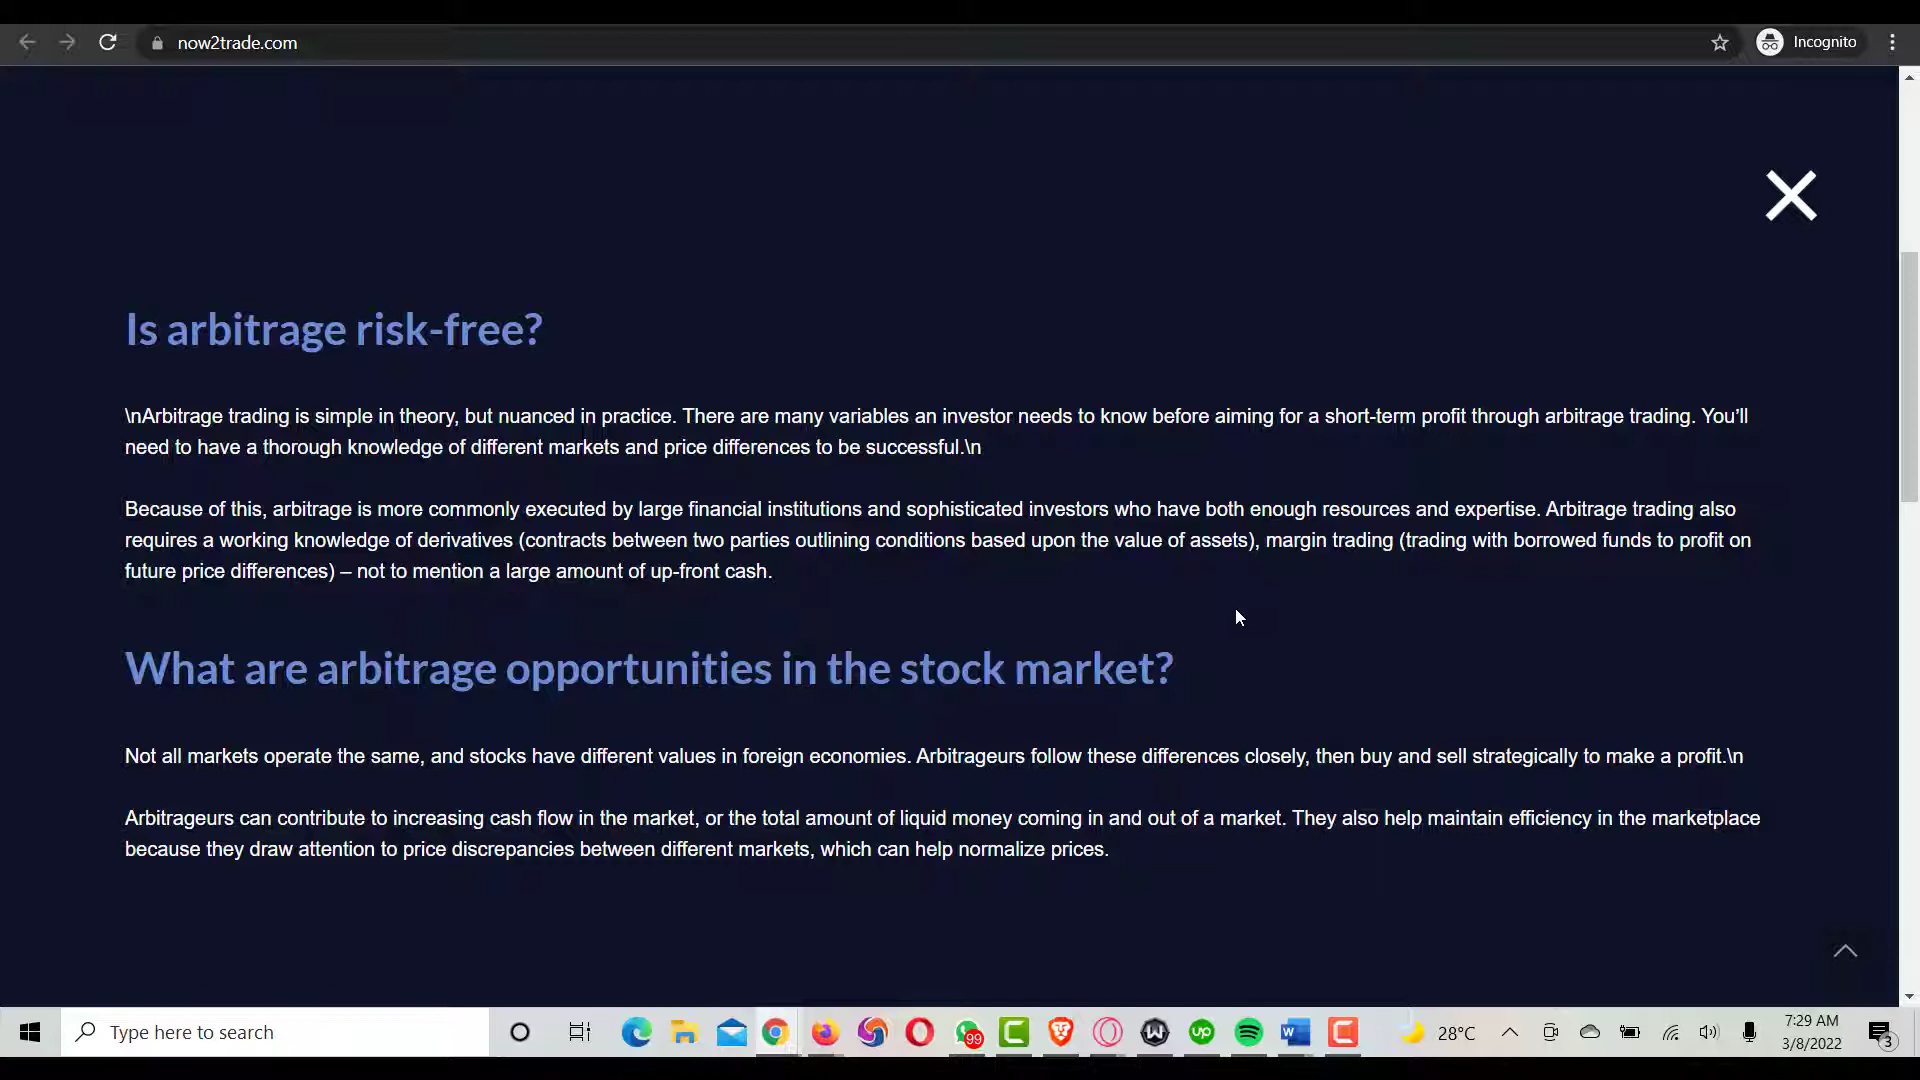 now2trade.com
Incognito
Is arbitrage risk-free?
\nArbitrage trading is simple in theory, but nuanced in practice. There are many variables an investor needs to know before aiming for a short-term profit through arbitrage trading. You’ll
need to have a thorough knowledge of different markets and price differences to be successful.\n
Because of this, arbitrage is more commonly executed by large financial institutions and sophisticated investors who have both enough resources and expertise. Arbitrage trading also
requires a working knowledge of derivatives (contracts between two parties outlining conditions based upon the value of assets), margin trading (trading with borrowed funds to profit on
future price differences) – not to mention a large amount of up-front cash.
What are arbitrage opportunities in the stock market?
Not all markets operate the same, and stocks have different values in foreign economies. Arbitrageurs follow these differences closely, then buy and sell strategically to make a profit.\n
Arbitrageurs can contribute to increasing cash flow in the market, or the total amount of liquid money coming in and out of a market. They also help maintain efficiency in the marketplace
because they draw attention to price discrepancies between different markets, which can help normalize prices.
Type here to search
99
up
W
28°C
7:29 AM
3/8/2022
3